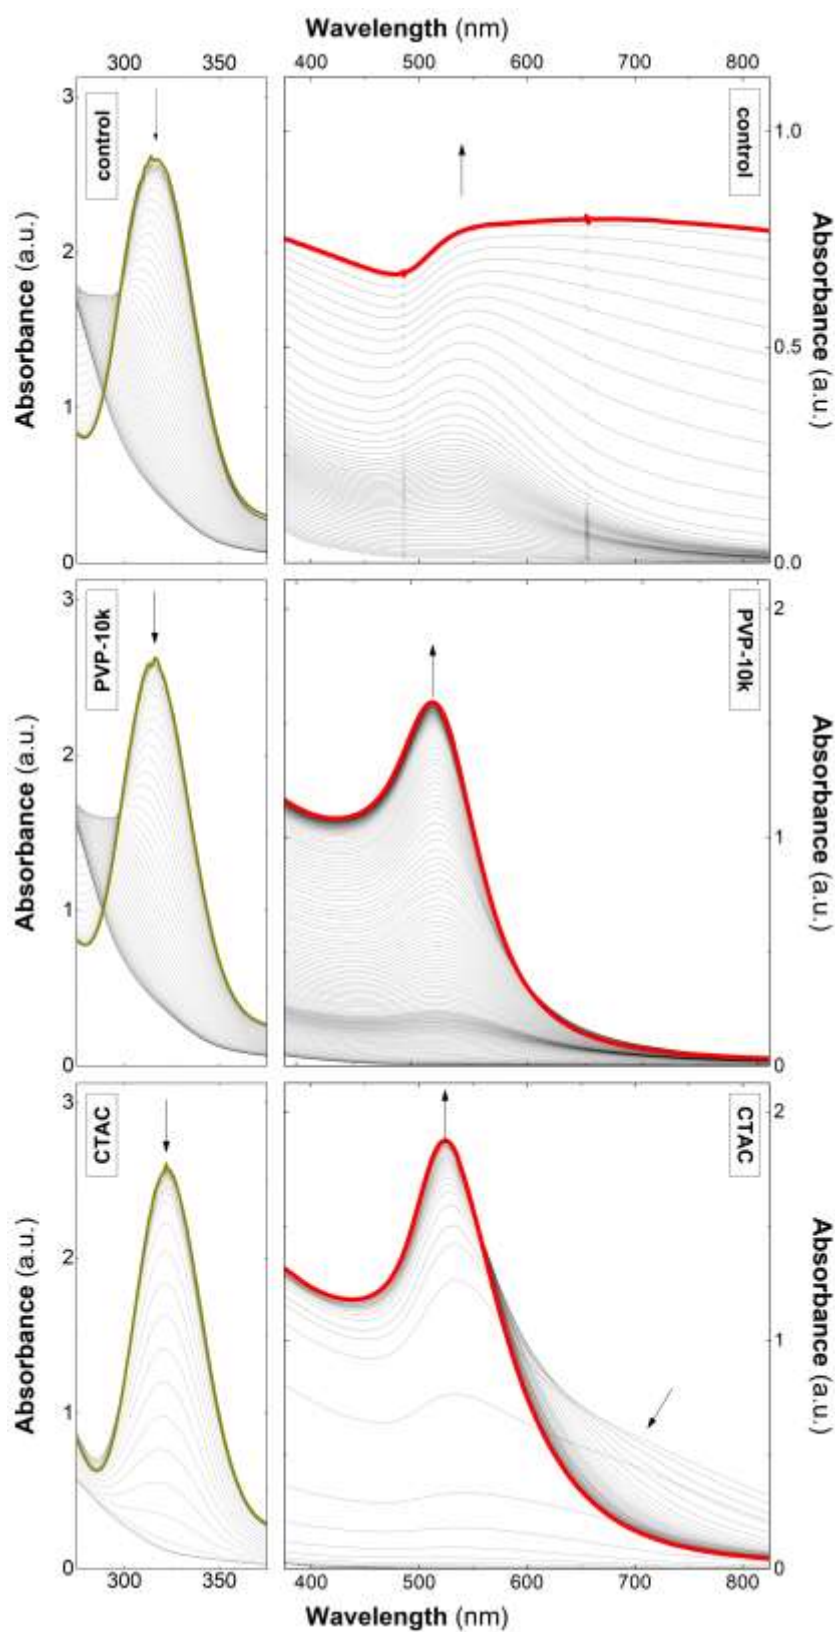 Wavelength (nm)
300 350 400 500 600 700 800
3
control
control
1.0
Absorbance (a.u.)
2
Absorbance (a.u.)
0.5
1
0
0.0
3
PVP-10k
PVP-10k
2
Absorbance (a.u.)
2
Absorbance (a.u.)
1
1
0
0
3
CTAC
CTAC
2
Absorbance (a.u.)
2
Absorbance (a.u.)
1
1
0
0
300 350 400 500 600 700 800
Wavelength (nm)